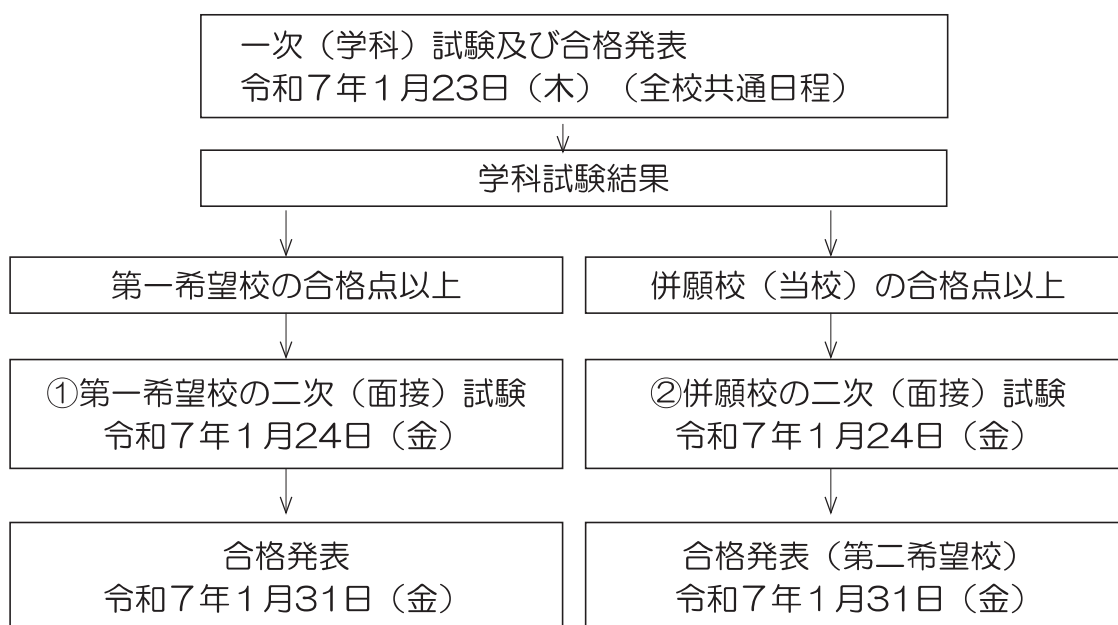 一次（学科）試験及び合格発表
令和７年１月23日（木）（全校共通日程）
学科試験結果
第一希望校の合格点以上
併願校（当校）の合格点以上
①第一希望校の二次（面接）試験
令和７年１月24日（金）
②併願校の二次（面接）試験
令和７年１月24日（金）
合格発表
令和７年１月31日（金）
合格発表（第二希望校）
令和７年１月31日（金）